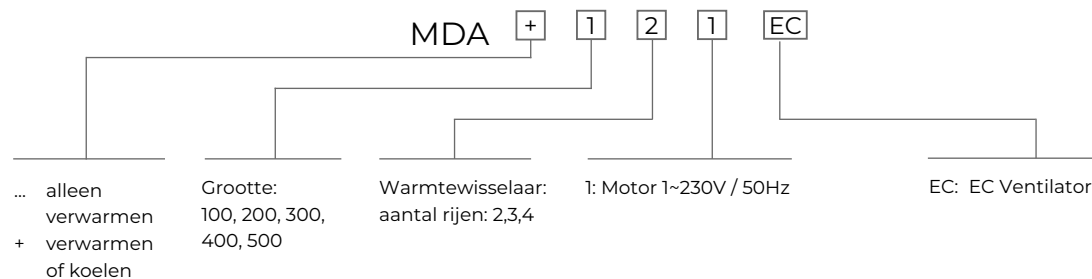 MDA + 1 2 1 EC
... alleen
verwarmen
+ verwarmen
of koelen
Grootte:
100, 200, 300,
400, 500
Warmtewisselaar:
aantal rijen: 2,3,4
1: Motor 1~230V / 50Hz
EC: EC Ventilator